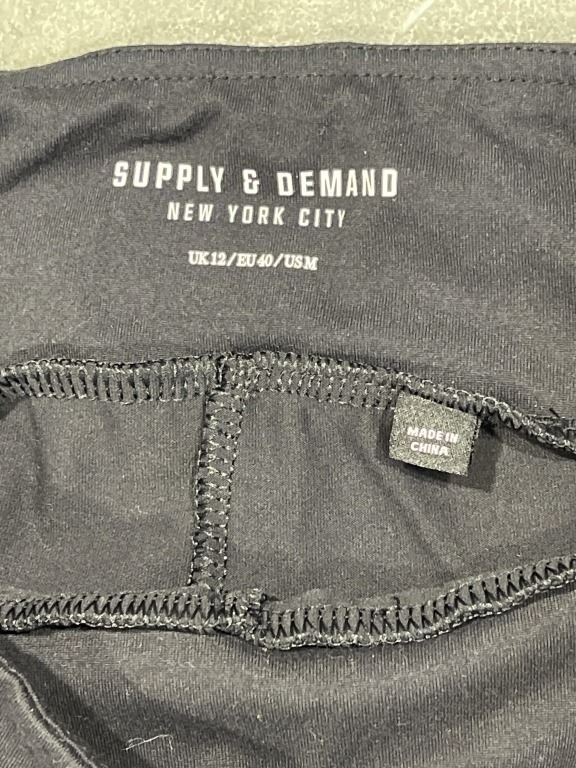 SUPPLY & DEMAND
NEW YORK CITY
UK12/EU40/USM
MADE IN
CHINA